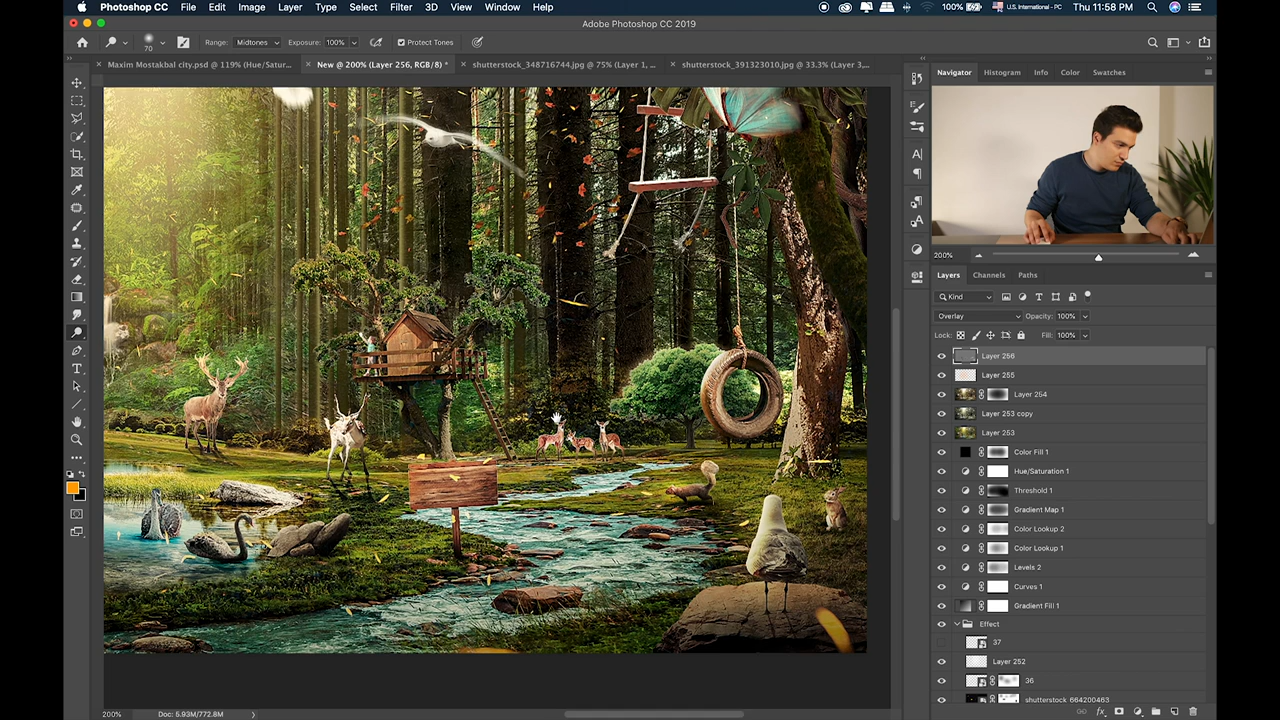 Photoshop CC File Edit Image Layer Type Select Filter 3D View Window Help 100% U.S. International - PC Thu 11:58 PM
Adobe Photoshop CC 2019
70 Range: Midtones Exposure: 100% Protect Tones
Maxim Mostakbal city.psd @ 119% (Hue/Satur... New @ 200% (Layer 256, RGB/8) * shutterstock_348716744.jpg @ 75% (Layer 1, ... shutterstock_391323010.jpg @ 33.3% (Layer 3,...
Navigator Histogram Info Color Swatches
200%
Layers Channels Paths
Kind
Overlay Opacity: 100%
Lock: Fill: 100%
Layer 256
Layer 255
Layer 254
Layer 253 copy
Layer 253
Color Fill 1
Hue/Saturation 1
Threshold 1
Gradient Map 1
Color Lookup 2
Color Lookup 1
Levels 2
Curves 1
Gradient Fill 1
Effect
37
Layer 252
36
shutterstock_664200463
200% Doc: 5.93M/772.8M